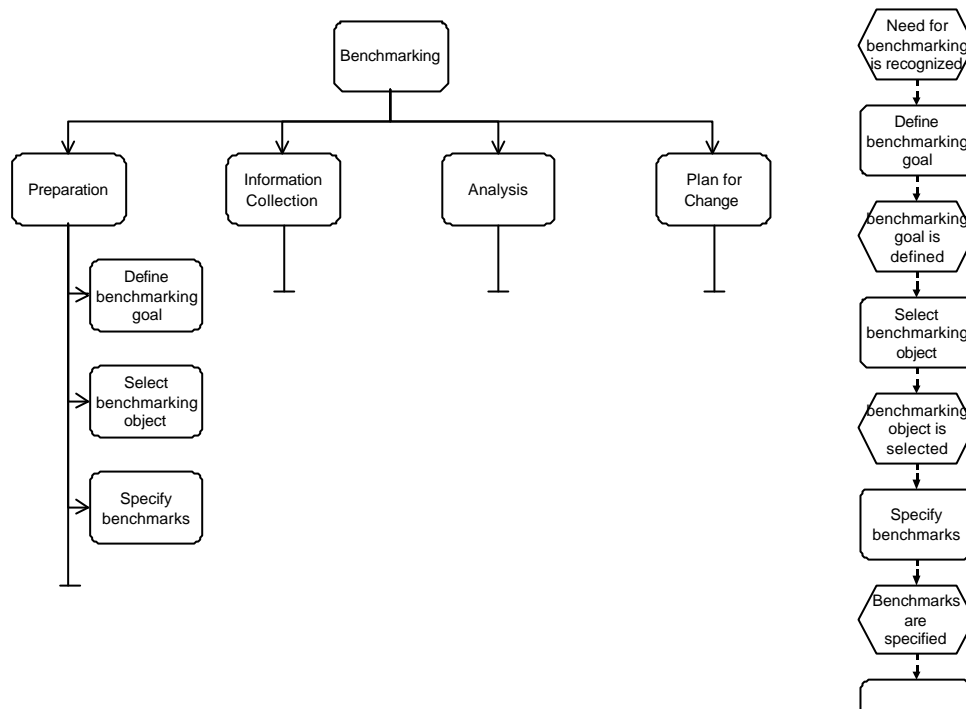 Benchmarking
Preparation
Information
Collection
Analysis
Plan for
Change
Define
benchmarking
goal
Select
benchmarking
object
Specify
benchmarks
Need for
benchmarking
is recognized
Define
benchmarking
goal
benchmarking
goal is
defined
Select
benchmarking
object
benchmarking
object is
selected
Specify
benchmarks
Benchmarks
are
specified